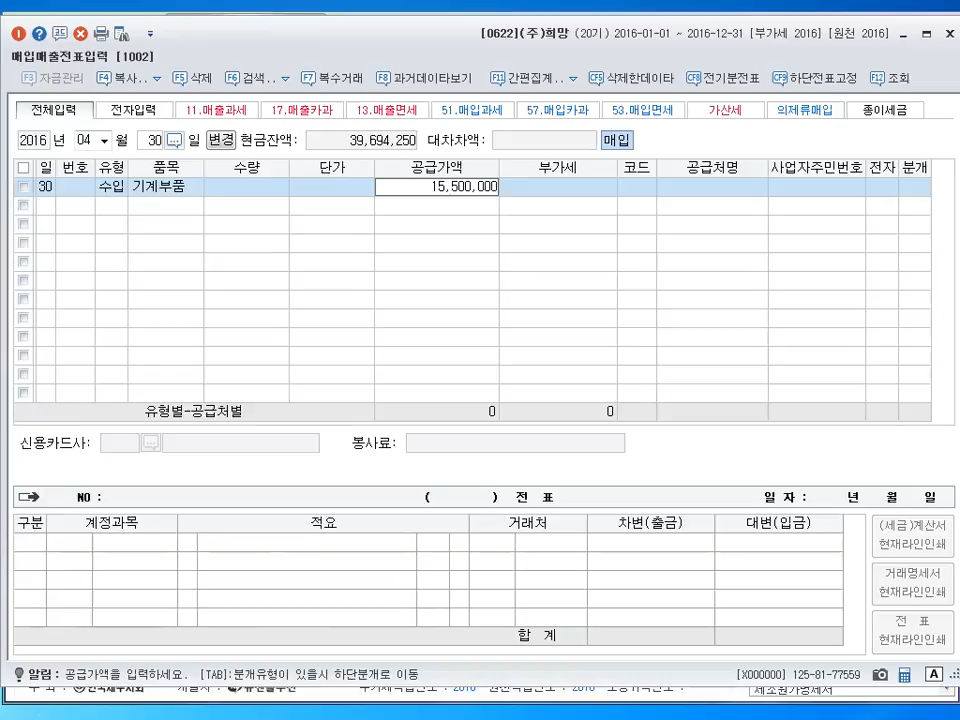 [0622](주)희망 (20기) 2016-01-01 ~ 2016-12-31 [부가세 2016] [원천 2016]
매입매출전표입력 [1002]
F3 자금관리 F4 복사.. F5 삭제 F6 검색.. F7 복수거래 F8 과거데이타보기 F11 간편집계.. CF5 삭제한데이타 CF8 전기분전표 CF9 하단전표고정 F12 조회
전체입력 전자입력 11.매출과세 17.매출카과 13.매출면세 51.매입과세 57.매입카과 53.매입면세 가산세 의제류매입 종이세금
2016 년 04 월 30 일 변경 현금잔액: 39,694,250 대차차액: 매입
일 번호 유형 품목 수량 단가 공급가액 부가세 코드 공급처명 사업자주민번호 전자 분개
30 수입 기계부품 15,500,000
유형별-공급처별 0 0
신용카드사: 봉사료:
NO : ( ) 전 표 일 자 : 년 월 일
구분 계정과목 적요 거래처 차변(출금) 대변(입금)
(세금)계산서
현재라인인쇄
거래명세서
현재라인인쇄
전 표
현재라인인쇄
합 계
알림 : 공급가액을 입력하세요. [TAB]:분개유형이 있을시 하단분개로 이동 [X000000] 125-81-77559 A